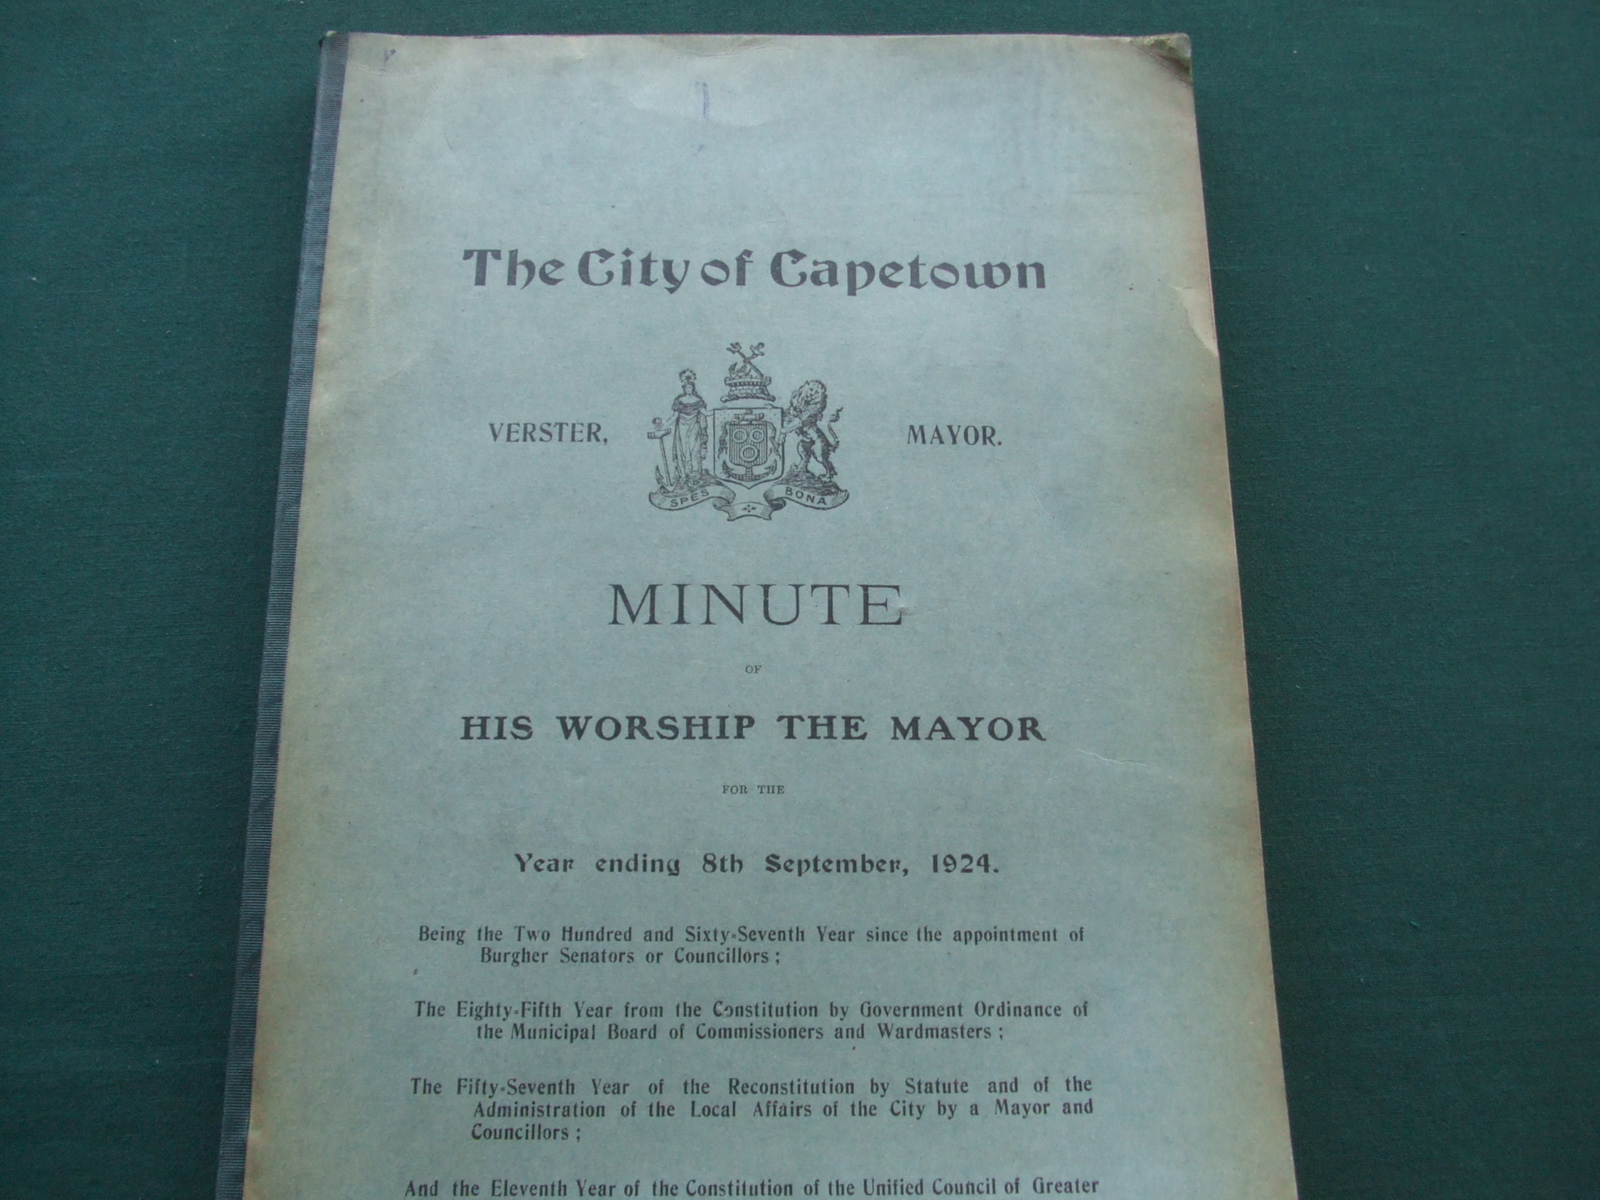 The City of Capetown
VERSTER, MAYOR.
SPES BONA
MINUTE
OF
HIS WORSHIP THE MAYOR
FOR THE
Year ending 8th September, 1924.
Being the Two Hundred and Sixty-Seventh Year since the appointment of
Burgher Senators or Councillors ;
The Eighty-Fifth Year from the Constitution by Government Ordinance of
the Municipal Board of Commissioners and Wardmasters ;
The Fifty-Seventh Year of the Reconstitution by Statute and of the
Administration of the Local Affairs of the City by a Mayor and
Councillors ;
And the Eleventh Year of the Constitution of the Unified Council of Greater